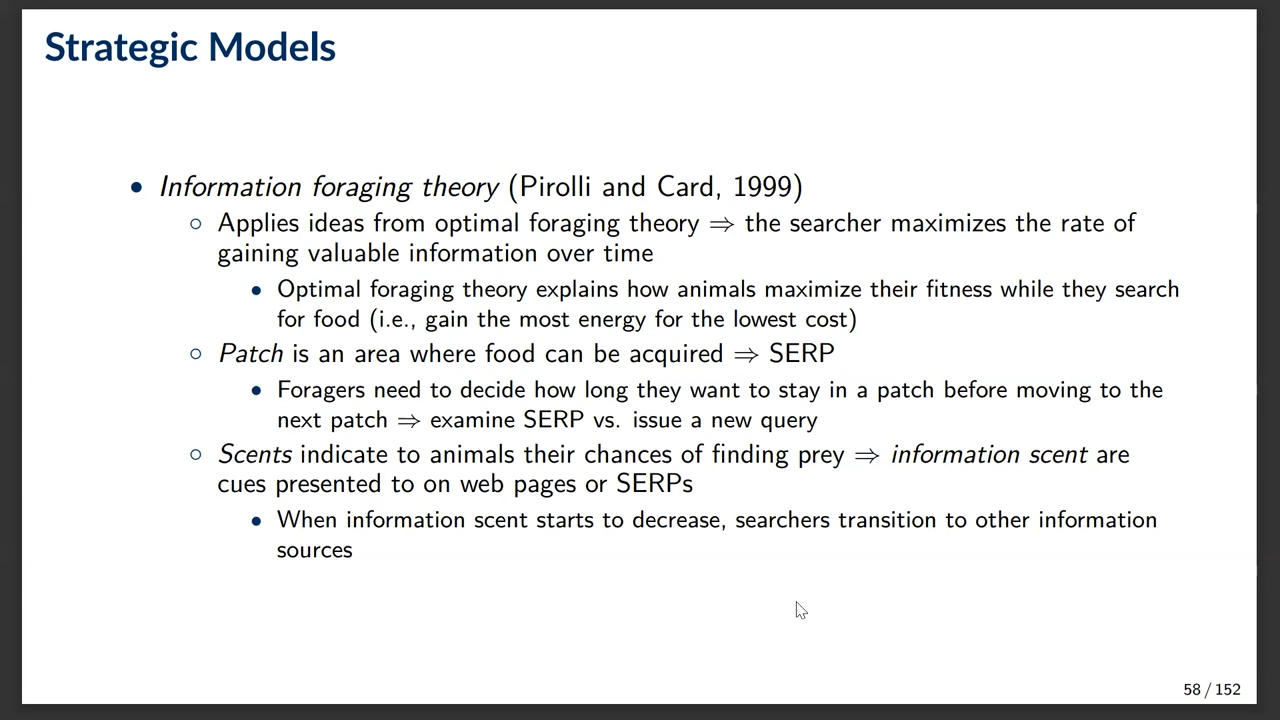 Strategic Models
• Information foraging theory (Pirolli and Card, 1999)
○ Applies ideas from optimal foraging theory ⇒ the searcher maximizes the rate of
gaining valuable information over time
• Optimal foraging theory explains how animals maximize their fitness while they search
for food (i.e., gain the most energy for the lowest cost)
○ Patch is an area where food can be acquired ⇒ SERP
• Foragers need to decide how long they want to stay in a patch before moving to the
next patch ⇒ examine SERP vs. issue a new query
○ Scents indicate to animals their chances of finding prey ⇒ information scent are
cues presented to on web pages or SERPs
• When information scent starts to decrease, searchers transition to other information
sources
58 / 152